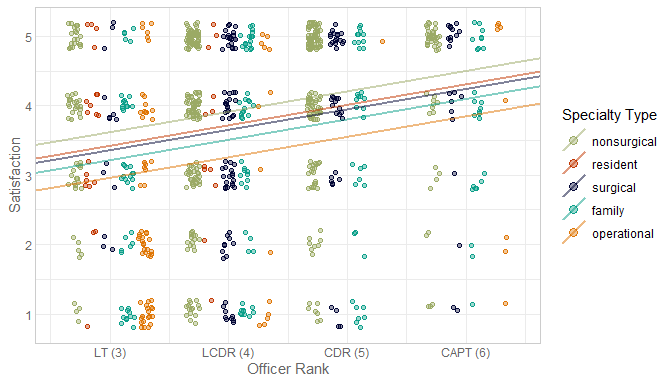 5
4
3
2
1
Satisfaction
LT (3)
LCDR (4)
CDR (5)
CAPT (6)
Officer Rank
Specialty Type
nonsurgical
resident
surgical
family
operational